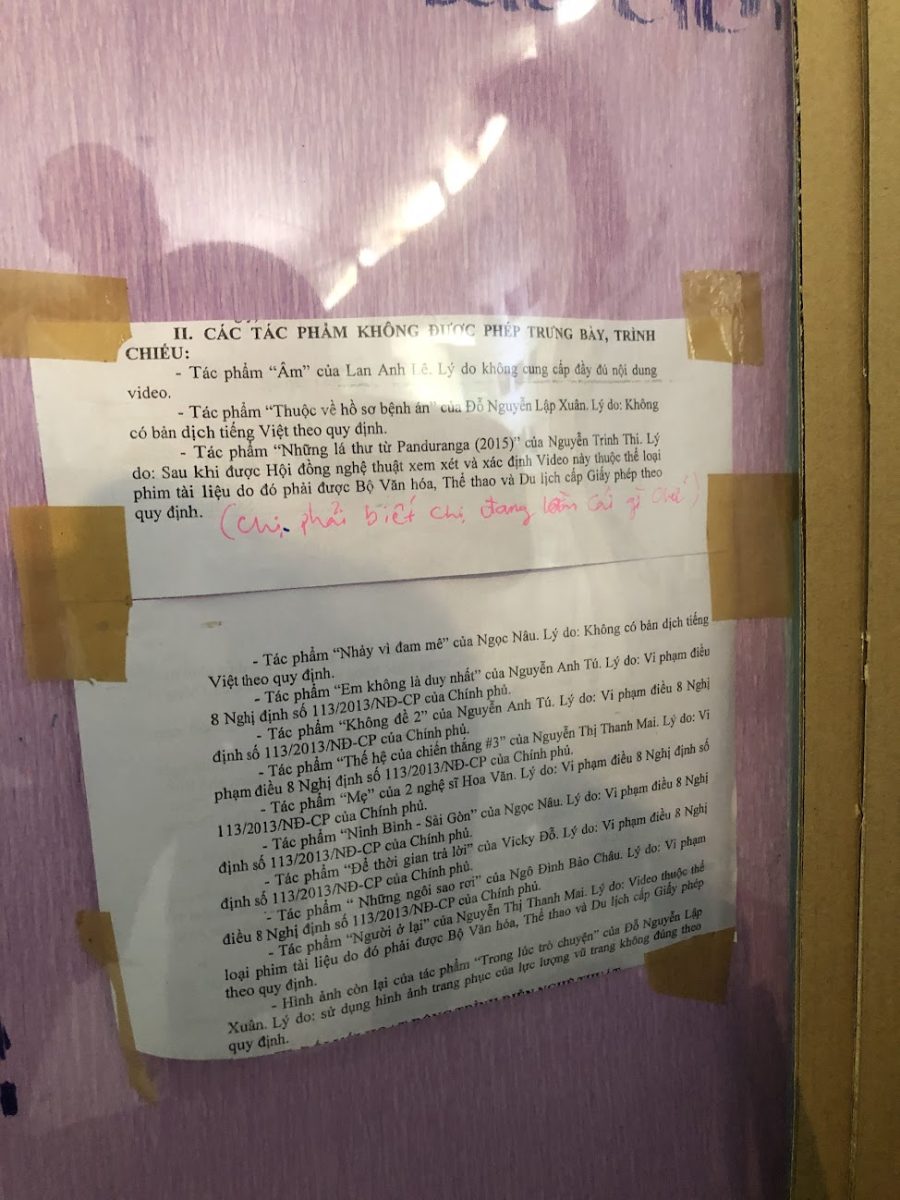 II. CÁC TÁC PHẨM KHÔNG ĐƯỢC PHÉP TRƯNG BÀY, TRÌNH
CHIẾU:
- Tác phẩm “Âm” của Lan Anh Lê. Lý do không cung cấp đầy đủ nội dung
video.
- Tác phẩm “Thuộc về hồ sơ bệnh án” của Đỗ Nguyễn Lập Xuân. Lý do: Không
có bản dịch tiếng Việt theo quy định.
- Tác phẩm “Những lá thư từ Panduranga (2015)” của Nguyễn Trinh Thi. Lý
do: Sau khi được Hội đồng nghệ thuật xem xét và xác định Video này thuộc thể loại
phim tài liệu do đó phải được Bộ Văn hóa, Thể thao và Du lịch cấp Giấy phép theo
quy định. (chị phải biết chị đang làm cái gì chứ)
- Tác phẩm “Nhảy vì đam mê” của Ngọc Nâu. Lý do: Không có bản dịch tiếng
Việt theo quy định.
- Tác phẩm “Em không là duy nhất” của Nguyễn Anh Tú. Lý do: Vi phạm điều
8 Nghị định số 113/2013/NĐ-CP của Chính phủ.
- Tác phẩm “Không đề 2” của Nguyễn Anh Tú. Lý do: Vi phạm điều 8 Nghị
định số 113/2013/NĐ-CP của Chính phủ.
- Tác phẩm “Thế hệ của chiến thắng #3” của Nguyễn Thị Thanh Mai. Lý do: Vi
phạm điều 8 Nghị định số 113/2013/NĐ-CP của Chính phủ.
- Tác phẩm “Mẹ” của 2 nghệ sĩ Hoa Văn. Lý do: Vi phạm điều 8 Nghị định số
113/2013/NĐ-CP của Chính phủ.
- Tác phẩm “Ninh Bình - Sài Gòn” của Ngọc Nâu. Lý do: Vi phạm điều 8 Nghị
định số 113/2013/NĐ-CP của Chính phủ.
- Tác phẩm “Để thời gian trả lời” của Vicky Đỗ. Lý do: Vi phạm điều 8 Nghị
định số 113/2013/NĐ-CP của Chính phủ.
- Tác phẩm “ Những ngôi sao rơi” của Ngô Đình Bảo Châu. Lý do: Vi phạm
điều 8 Nghị định số 113/2013/NĐ-CP của Chính phủ.
- Tác phẩm “Người ở lại” của Nguyễn Thị Thanh Mai. Lý do: Video thuộc thể
loại phim tài liệu do đó phải được Bộ Văn hóa, Thể thao và Du lịch cấp Giấy phép
theo quy định.
- Hình ảnh còn lại của tác phẩm “Trong lúc trò chuyện” của Đỗ Nguyễn Lập
Xuân. Lý do: sử dụng hình ảnh trang phục của lực lượng vũ trang không đúng theo
quy định.